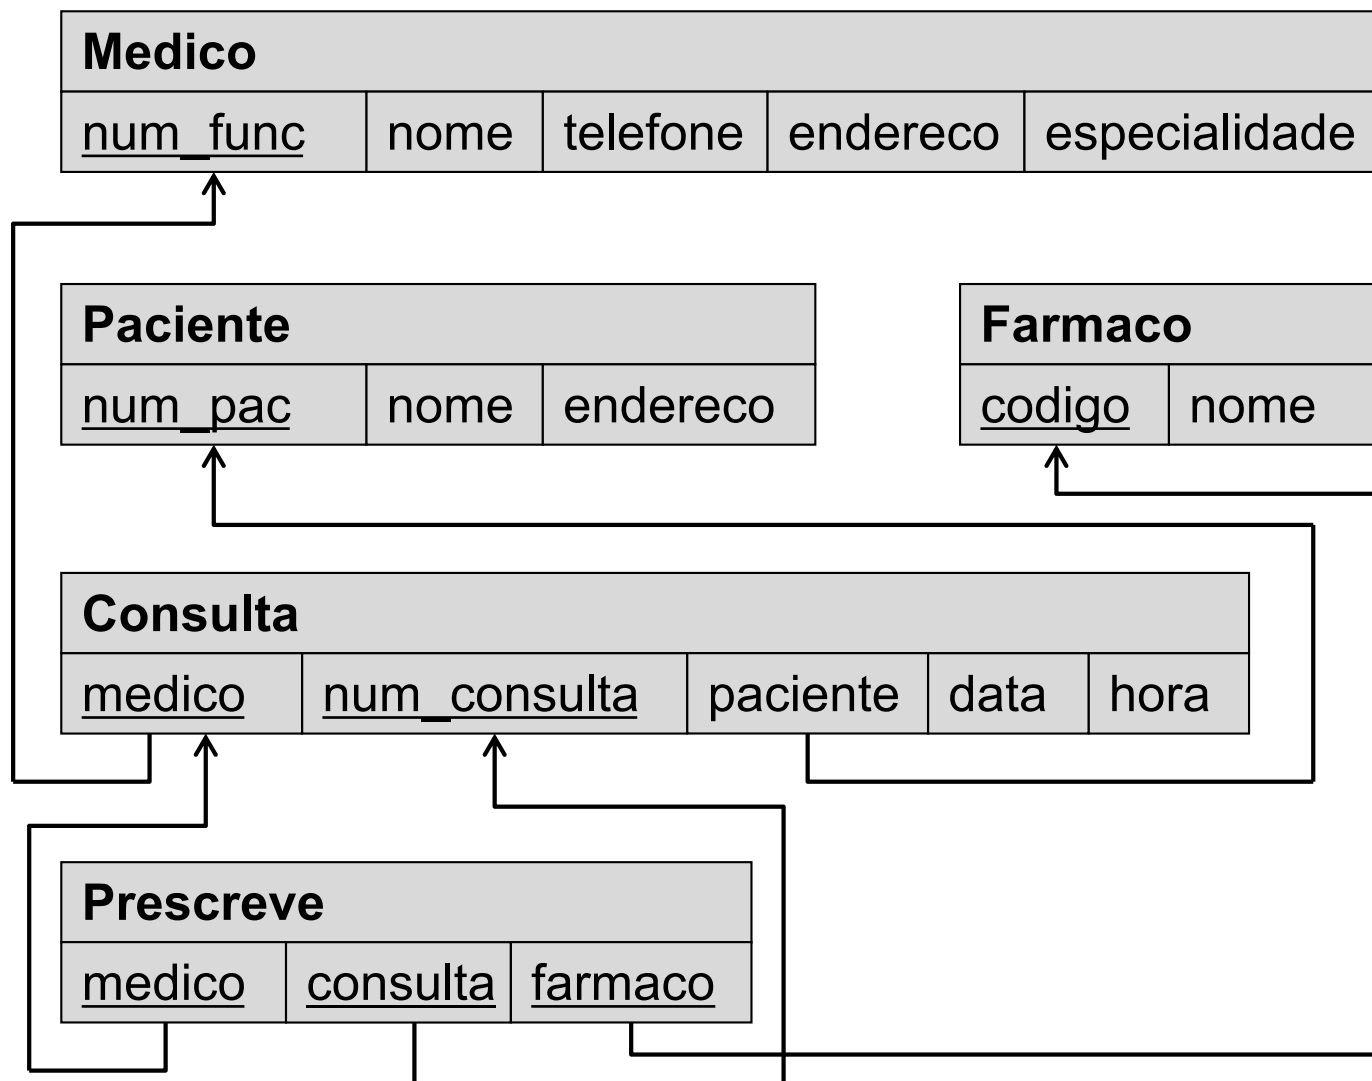 Medico
num_func nome telefone endereco especialidade
Paciente
num_pac nome endereco
Farmaco
codigo nome
Consulta
medico num_consulta paciente data hora
Prescreve
medico consulta farmaco